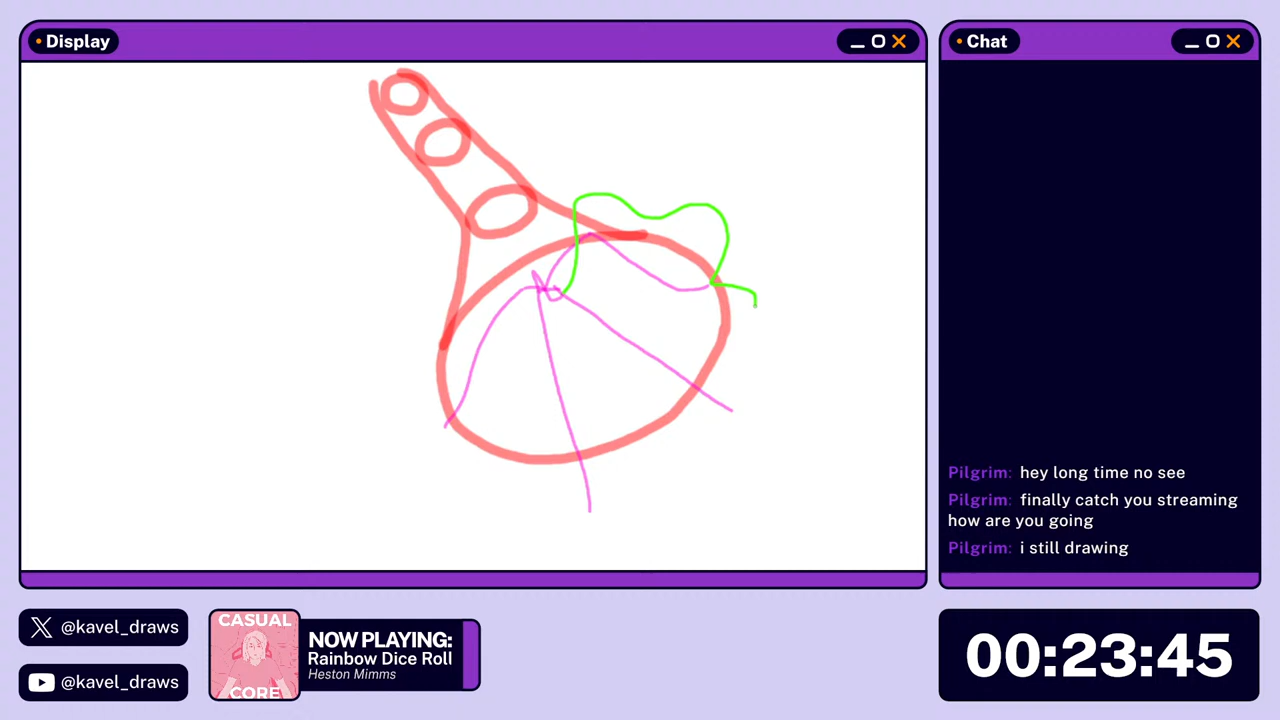 • Display
• Chat
Pilgrim: hey long time no see
Pilgrim: finally catch you streaming
how are you going
Pilgrim: i still drawing
@kavel_draws
@kavel_draws
CASUAL
CORE
NOW PLAYING:
Rainbow Dice Roll
Heston Mimms
00:23:45